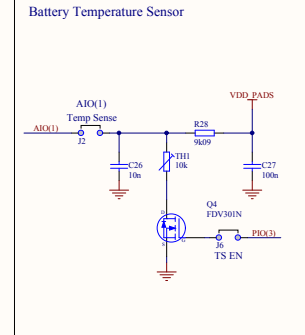 Battery Temperature Sensor
VDD_PADS
AIO(1)
Temp Sense
AIO(1)
J2
R28
9k09
C26
10n
TH1
10k
C27
100n
Q4
FDV301N
D
G
S
PIO(3)
J6
TS EN